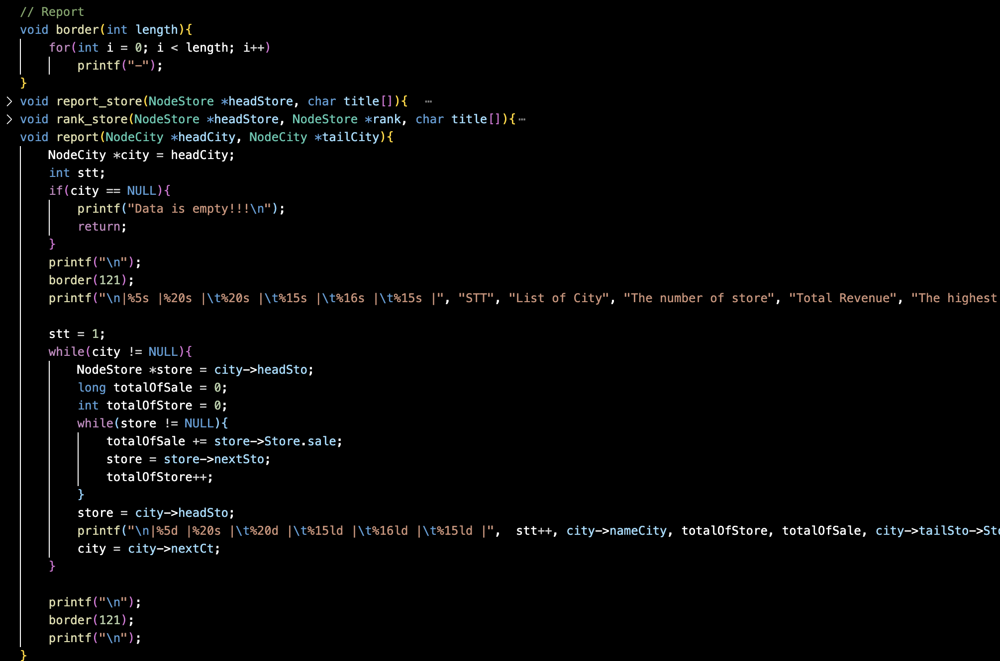 // Report
void border(int length){
    for(int i = 0; i < length; i++)
        printf("-");
}
void report_store(NodeStore *headStore, char title[]){ ⋯
void rank_store(NodeStore *headStore, NodeStore *rank, char title[]){⋯
void report(NodeCity *headCity, NodeCity *tailCity){
    NodeCity *city = headCity;
    int stt;
    if(city == NULL){
        printf("Data is empty!!!\n");
        return;
    }
    printf("\n");
    border(121);
    printf("\n|%5s |%20s |\t%20s |\t%15s |\t%16s |\t%15s |", "STT", "List of City", "The number of store", "Total Revenue", "The highest
    stt = 1;
    while(city != NULL){
        NodeStore *store = city->headSto;
        long totalOfSale = 0;
        int totalOfStore = 0;
        while(store != NULL){
            totalOfSale += store->Store.sale;
            store = store->nextSto;
            totalOfStore++;
        }
        store = city->headSto;
        printf("\n|%5d |%20s |\t%20d |\t%15ld |\t%16ld |\t%15ld |",  stt++, city->nameCity, totalOfStore, totalOfSale, city->tailSto->
        city = city->nextCt;
    }
    printf("\n");
    border(121);
    printf("\n");
}